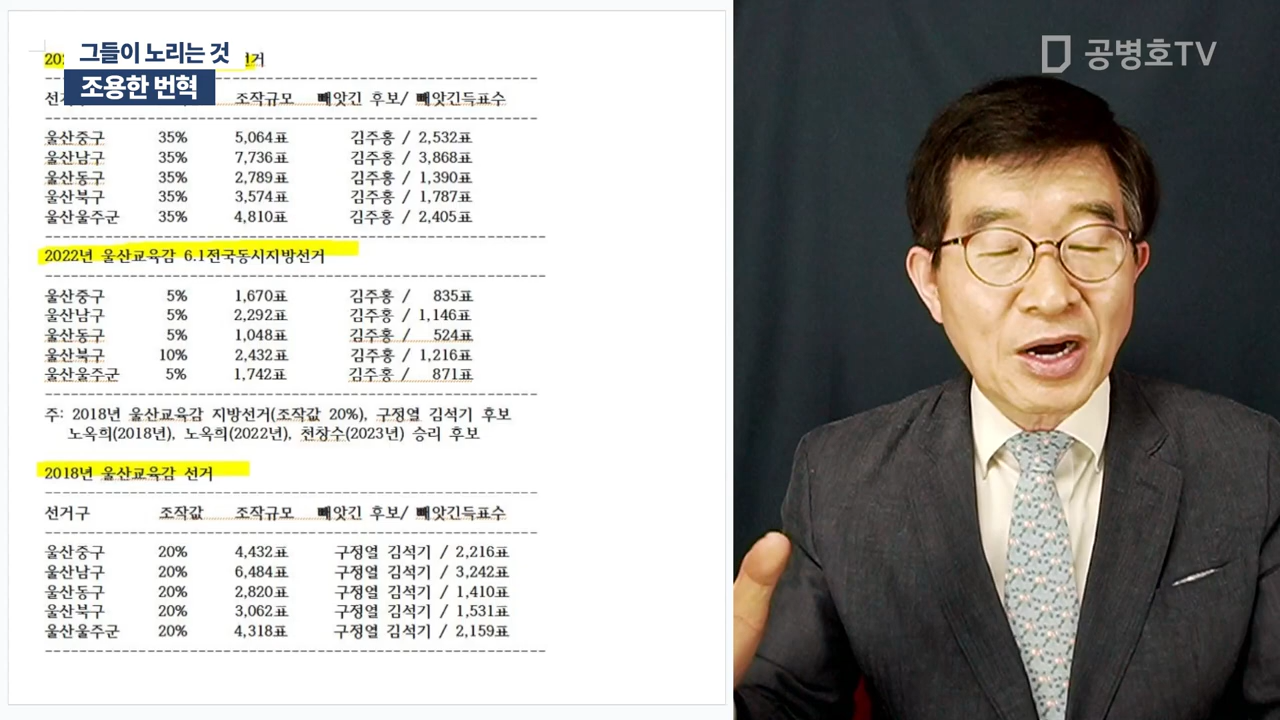 그들이 노리는 것
조용한 번혁
공병호TV
202 선거
선거구 조작규모 빼앗긴 후보/ 빼앗긴득표수
울산중구 35% 5,064표 김주홍 / 2,532표
울산남구 35% 7,736표 김주홍 / 3,868표
울산동구 35% 2,789표 김주홍 / 1,390표
울산북구 35% 3,574표 김주홍 / 1,787표
울산울주군 35% 4,810표 김주홍 / 2,405표
2022년 울산교육감 6.1전국동시지방선거
울산중구 5% 1,670표 김주홍 / 835표
울산남구 5% 2,292표 김주홍 / 1,146표
울산동구 5% 1,048표 김주홍 / 524표
울산북구 10% 2,432표 김주홍 / 1,216표
울산울주군 5% 1,742표 김주홍 / 871표
주: 2018년 울산교육감 지방선거(조작값 20%), 구정열 김석기 후보
노옥희(2018년), 노옥희(2022년), 천창수(2023년) 승리 후보
2018년 울산교육감 선거
선거구 조작값 조작규모 빼앗긴 후보/ 빼앗긴득표수
울산중구 20% 4,432표 구정열 김석기 / 2,216표
울산남구 20% 6,484표 구정열 김석기 / 3,242표
울산동구 20% 2,820표 구정열 김석기 / 1,410표
울산북구 20% 3,062표 구정열 김석기 / 1,531표
울산울주군 20% 4,318표 구정열 김석기 / 2,159표